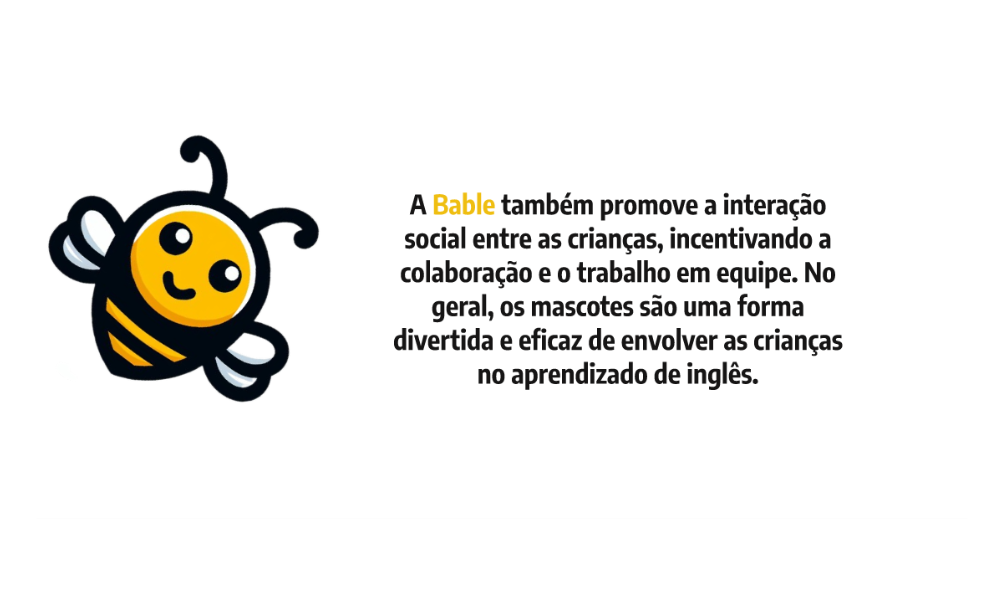 A Bable também promove a interação
social entre as crianças, incentivando a
colaboração e o trabalho em equipe. No
geral, os mascotes são uma forma
divertida e eficaz de envolver as crianças
no aprendizado de inglês.